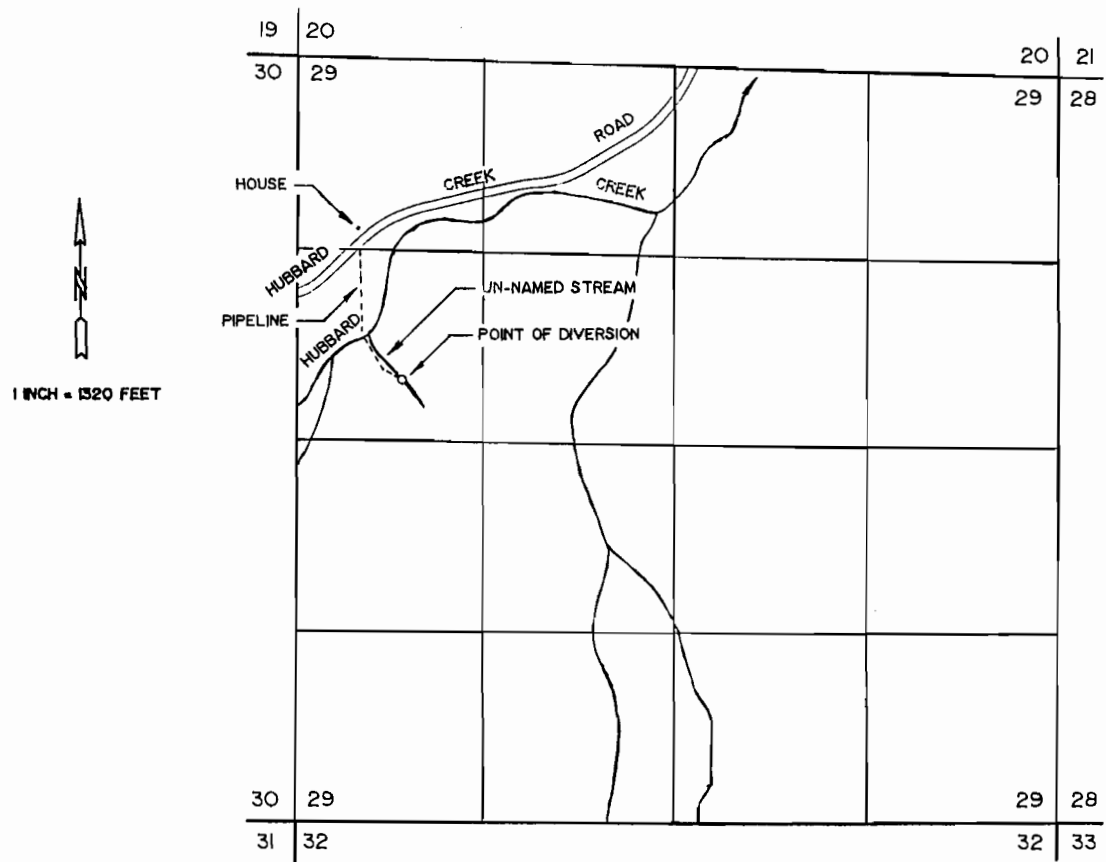 19 20
20 21
30 29
29 28
ROAD
HOUSE
CREEK
CREEK
HUBBARD
N
UN-NAMED STREAM
PIPELINE
HUBBARD
POINT OF DIVERSION
1 INCH = 1320 FEET
30 29
29 28
31 32
32 33